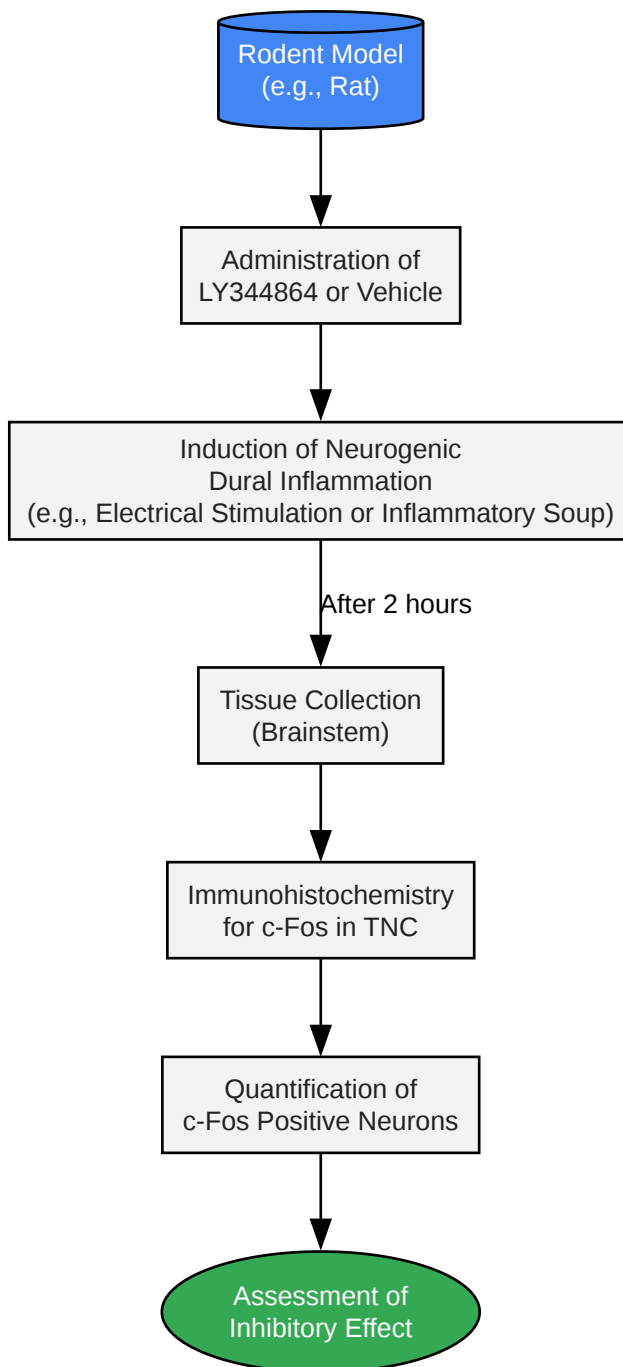 Rodent Model
(e.g., Rat)
Administration of
LY344864 or Vehicle
Induction of Neurogenic
Dural Inflammation
(e.g., Electrical Stimulation or Inflammatory Soup)
After 2 hours
Tissue Collection
(Brainstem)
Immunohistochemistry
for c-Fos in TNC
Quantification of
c-Fos Positive Neurons
Assessment of
Inhibitory Effect